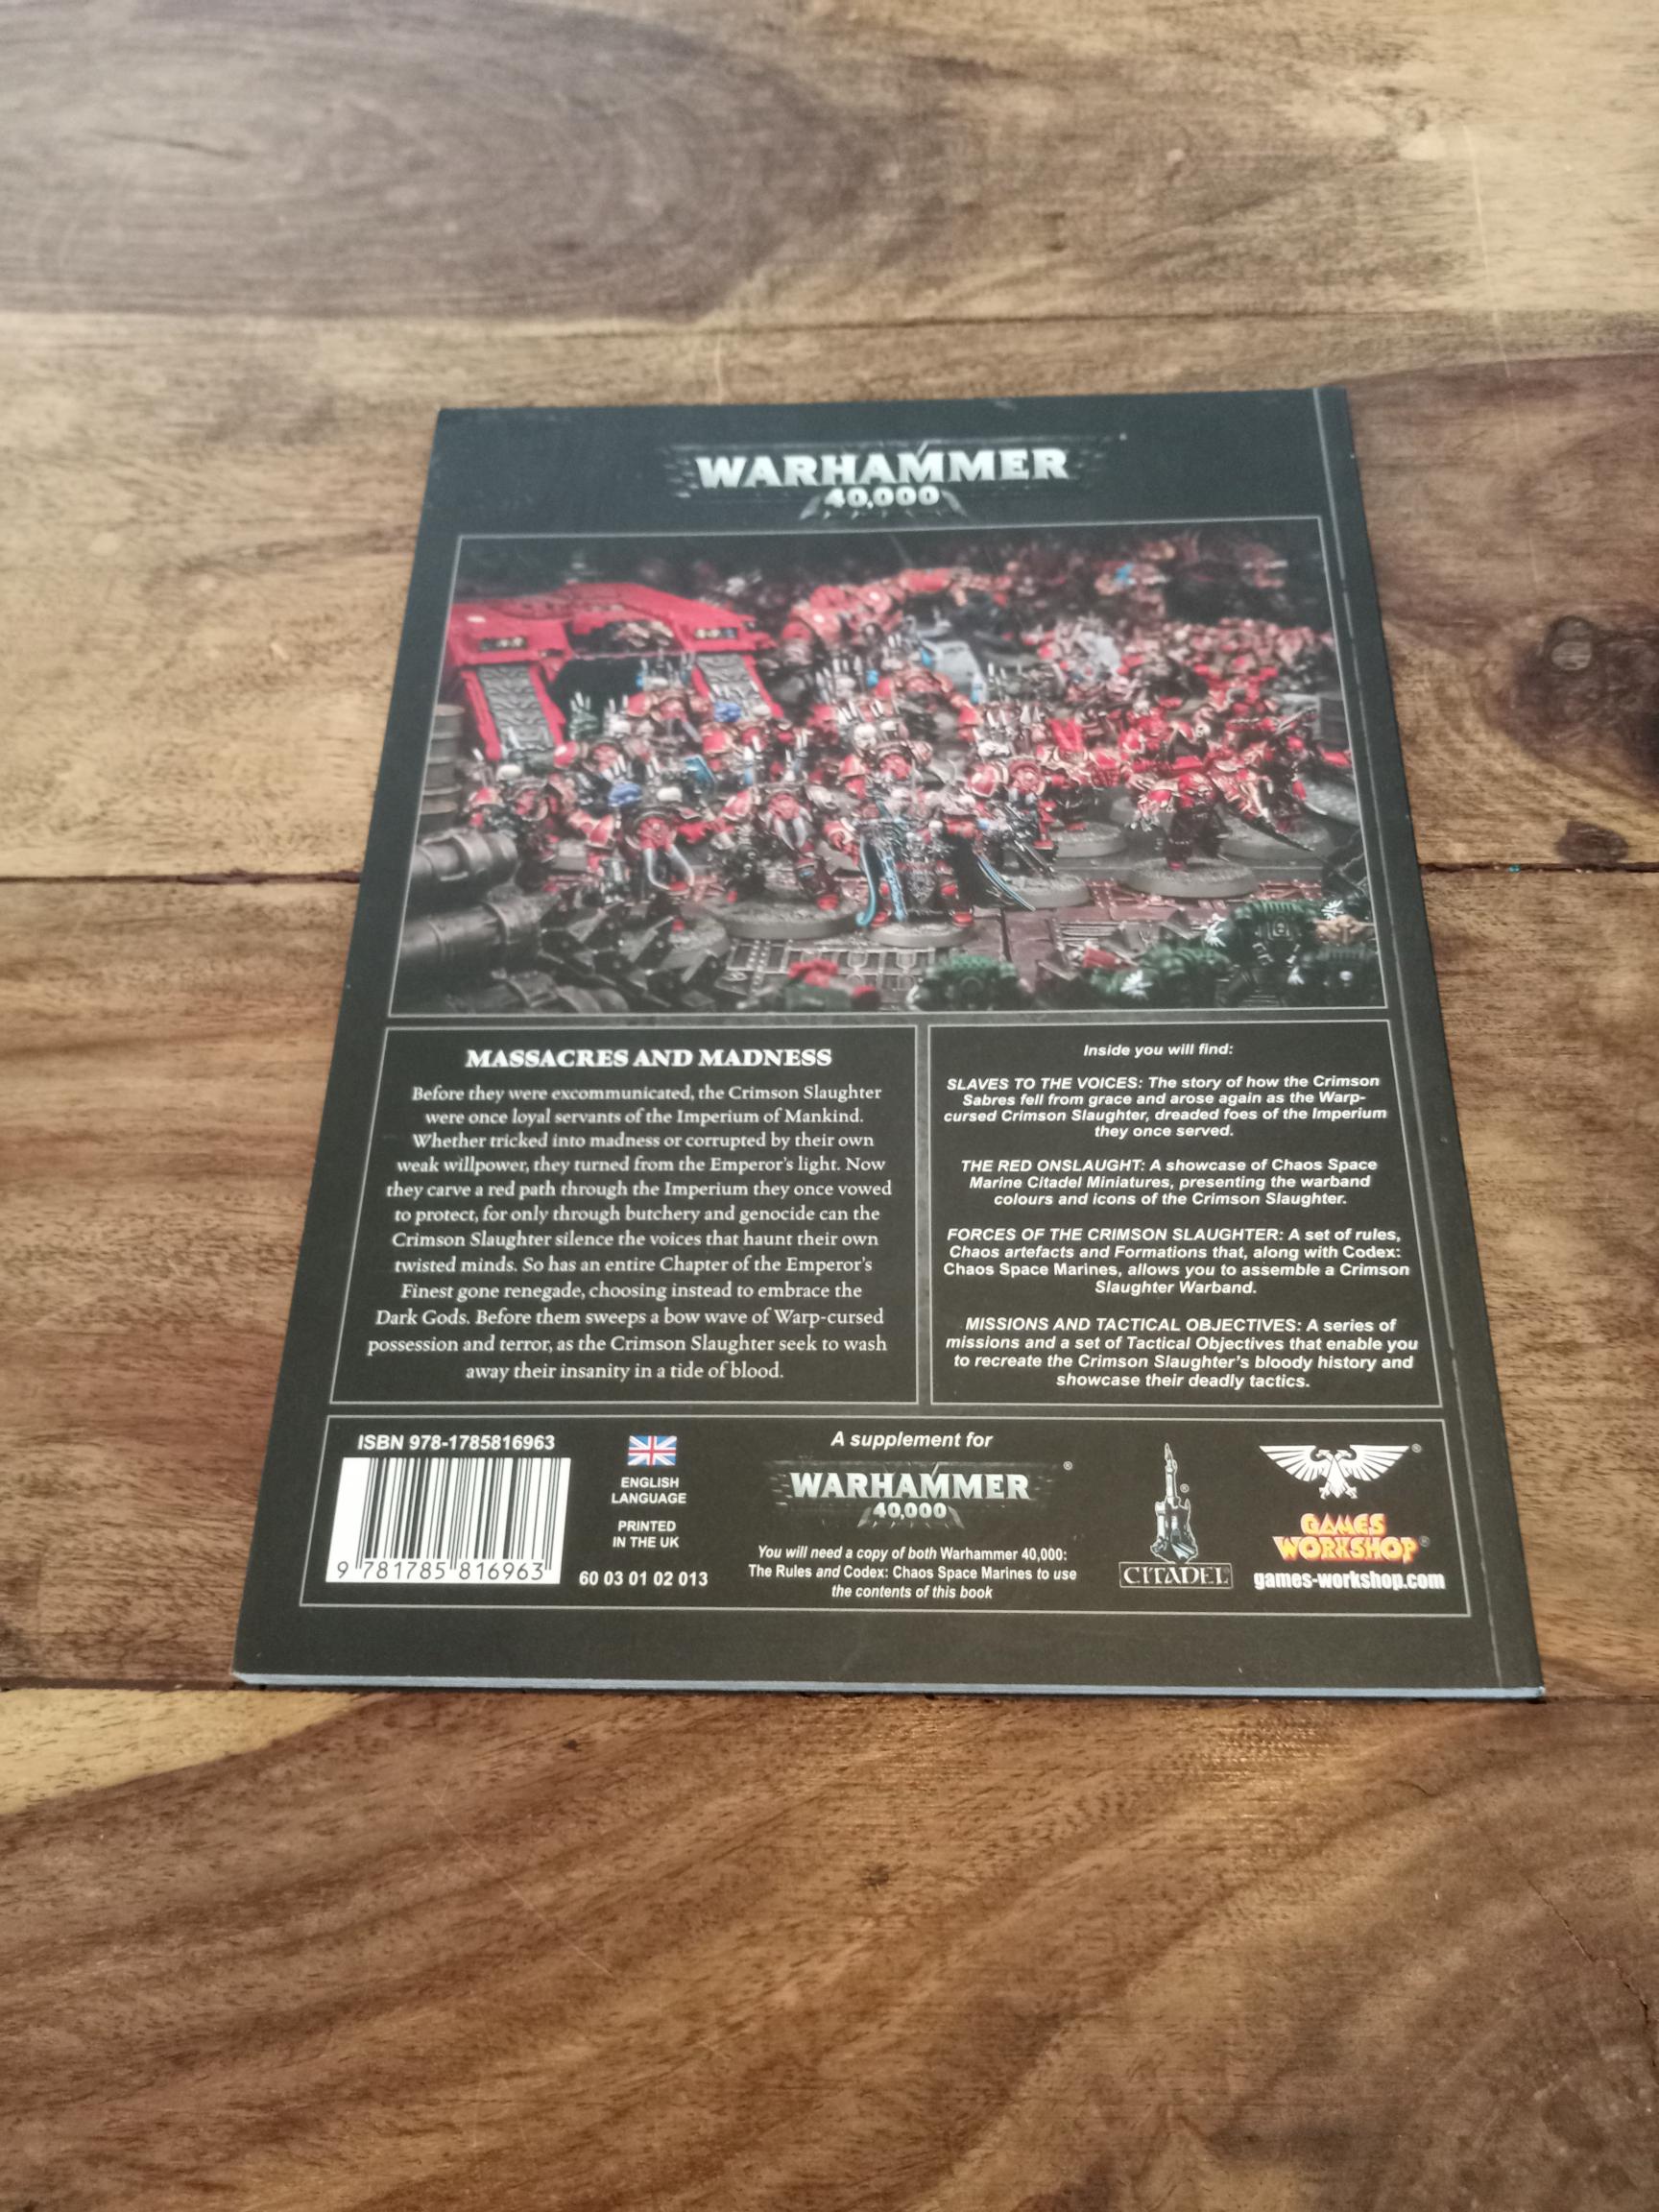 WARHAMMER
40,000
MASSACRES AND MADNESS
Before they were excommunicated, the Crimson Slaughter
were once loyal servants of the Imperium of Mankind.
Whether tricked into madness or corrupted by their own
weak willpower, they turned from the Emperor's light. Now
they carve a red path through the Imperium they once vowed
to protect, for only through butchery and genocide can the
Crimson Slaughter silence the voices that haunt their own
twisted minds. So has an entire Chapter of the Emperor's
Finest gone renegade, choosing instead to embrace the
Dark Gods. Before them sweeps a bow wave of Warp-cursed
possession and terror, as the Crimson Slaughter seek to wash
away their insanity in a tide of blood.
Inside you will find:
SLAVES TO THE VOICES: The story of how the Crimson
Sabres fell from grace and arose again as the Warp-
cursed Crimson Slaughter, dreaded foes of the Imperium
they once served.
THE RED ONSLAUGHT: A showcase of Chaos Space
Marine Citadel Miniatures, presenting the warband
colours and icons of the Crimson Slaughter.
FORCES OF THE CRIMSON SLAUGHTER: A set of rules,
Chaos artefacts and Formations that, along with Codex:
Chaos Space Marines, allows you to assemble a Crimson
Slaughter Warband.
MISSIONS AND TACTICAL OBJECTIVES: A series of
missions and a set of Tactical Objectives that enable you
to recreate the Crimson Slaughter's bloody history and
showcase their deadly tactics.
ISBN 978-1785816963
9 781785 816963
ENGLISH
LANGUAGE
PRINTED
IN THE UK
60 03 01 02 013
A supplement for
WARHAMMER ®
40,000
You will need a copy of both Warhammer 40,000:
The Rules and Codex: Chaos Space Marines to use
the contents of this book
®
CITADEL
®
GAMES
WORKSHOP®
games-workshop.com